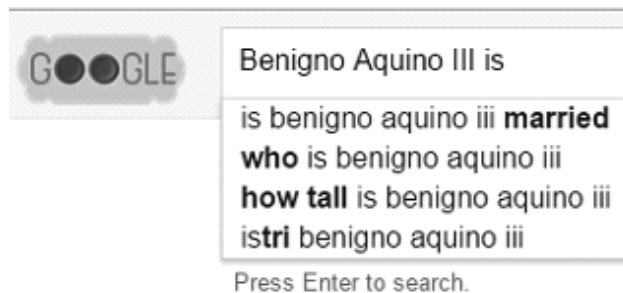 GOOGLE
Benigno Aquino III is
is benigno aquino iii married
who is benigno aquino iii
how tall is benigno aquino iii
istri benigno aquino iii
Press Enter to search.